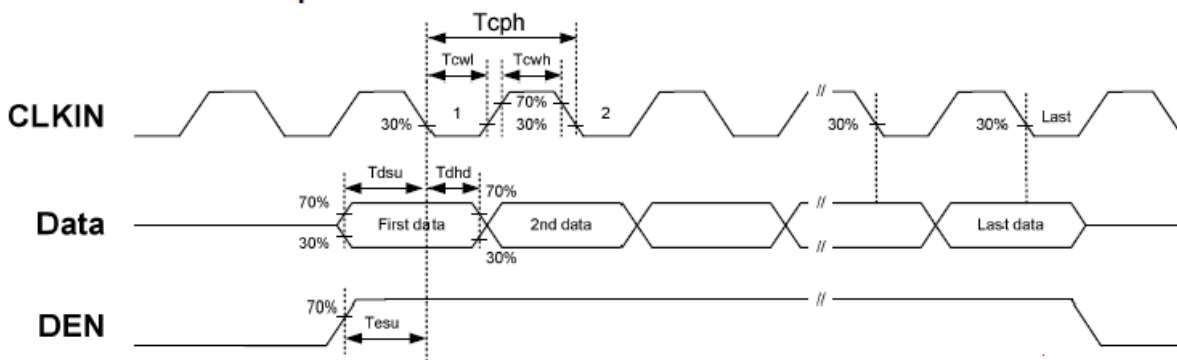 Tcph
Tcwl Tcwh
CLKIN 30% 1 70% 30% 2 // 30% 30% Last
Tdsu Tdhd
70% 70%
Data First data 2nd data // // Last data
30% 30%
70% //
DEN Tesu